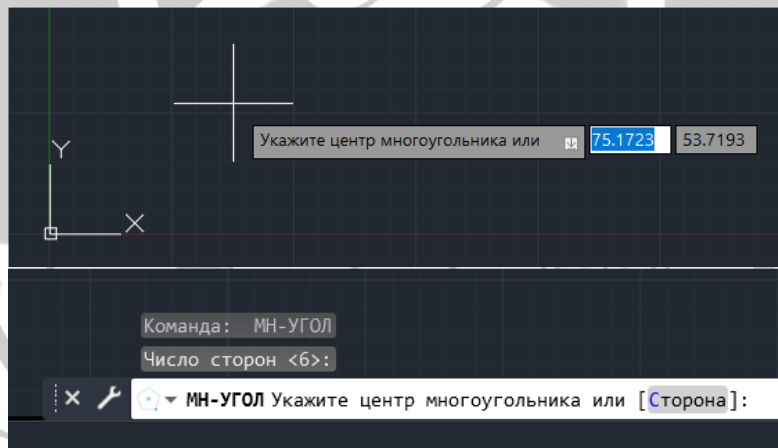 Укажите центр многоугольника или 75.1723 53.7193
Y
X
Команда: МН-УГОЛ
Число сторон <6>:
МН-УГОЛ Укажите центр многоугольника или [Сторона]: